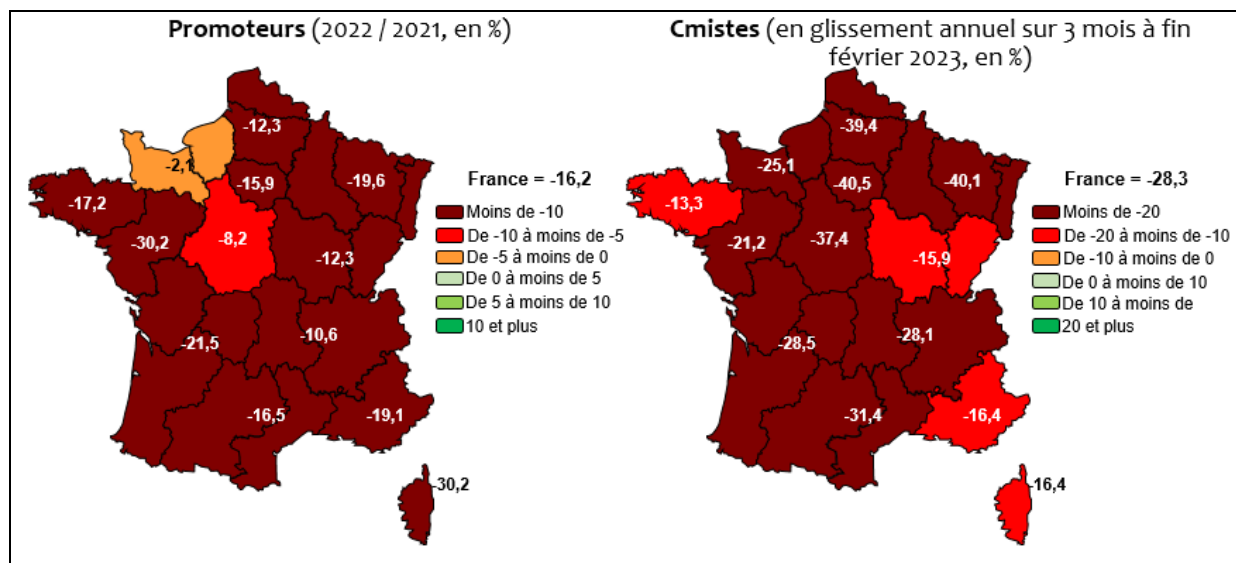 Promoteurs (2022 / 2021, en %)
-12,3
-2,1
-15,9
-19,6
-17,2
-30,2
-8,2
-12,3
-21,5
-10,6
-16,5
-19,1
-30,2
France = -16,2
Moins de -10
De -10 à moins de -5
De -5 à moins de 0
De 0 à moins de 5
De 5 à moins de 10
10 et plus
Cmistes (en glissement annuel sur 3 mois à fin
février 2023, en %)
-39,4
-25,1
-40,5
-40,1
-13,3
-21,2
-37,4
-15,9
-28,5
-28,1
-31,4
-16,4
-16,4
France = -28,3
Moins de -20
De -20 à moins de -10
De -10 à moins de 0
De 0 à moins de 10
De 10 à moins de
20 et plus